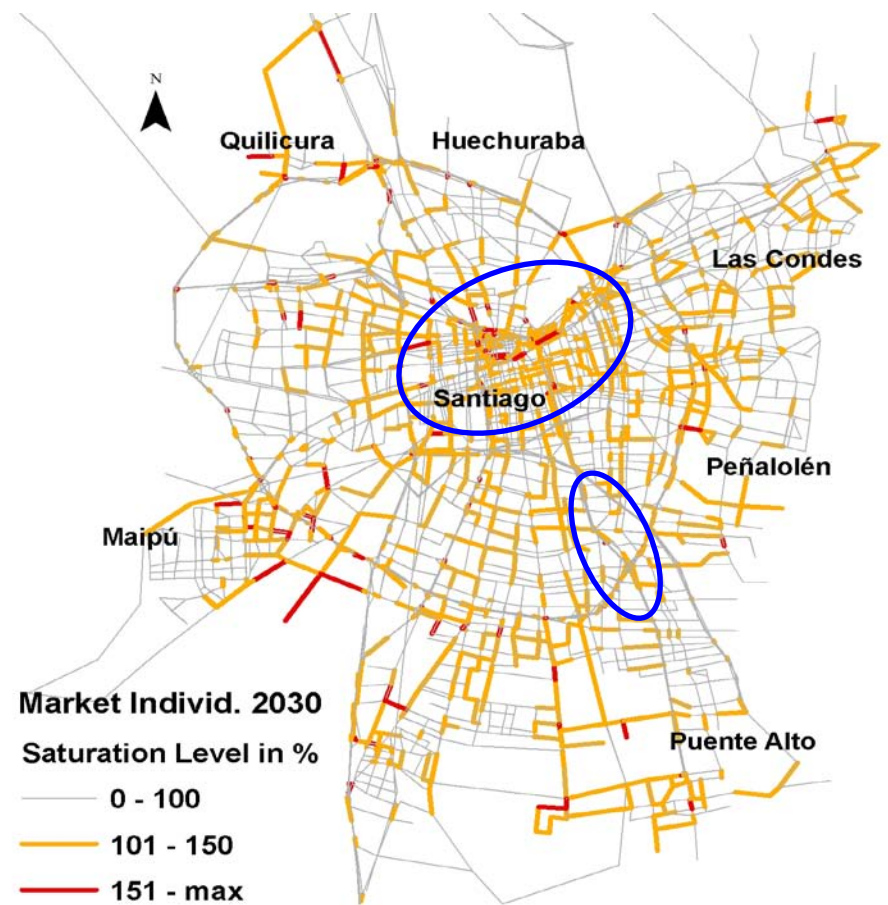 N
Quilicura
Huechuraba
Las Condes
Santiago
Peñalolén
Maipú
Puente Alto
Market Individ. 2030
Saturation Level in %
0 - 100
101 - 150
151 - max